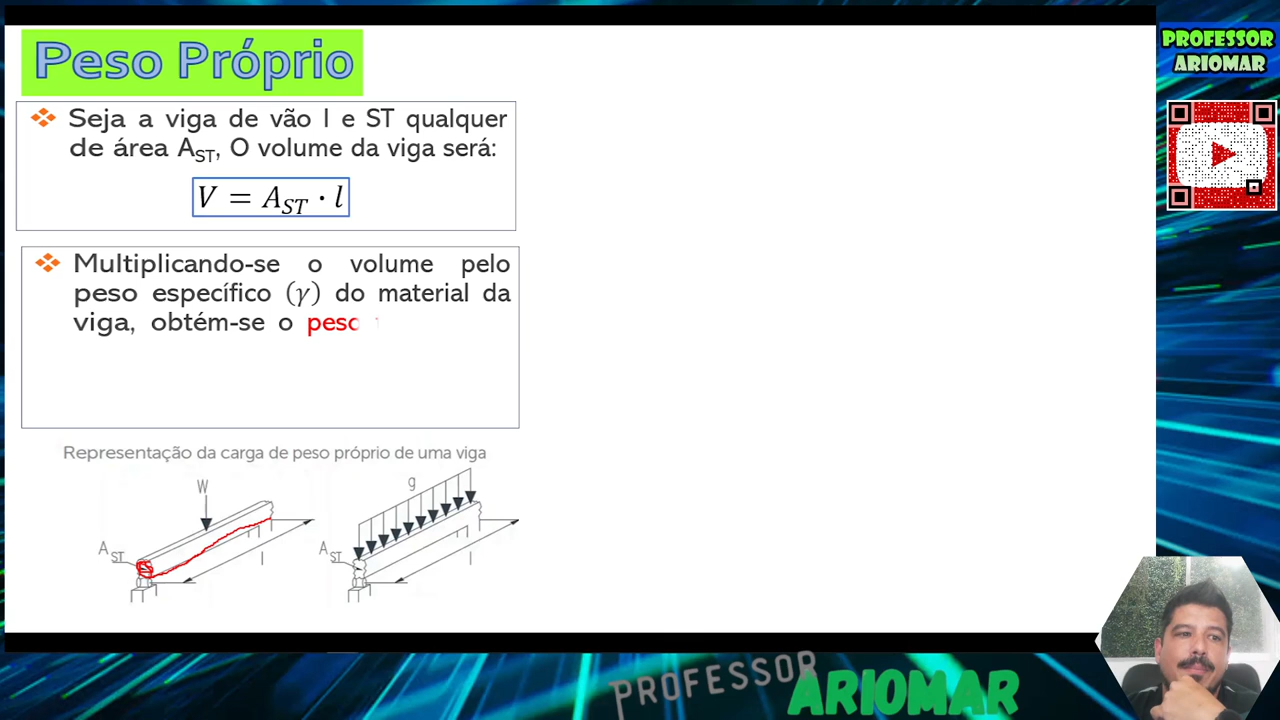 Peso Próprio
PROFESSOR
ARIOMAR
Seja a viga de vão l e ST qualquer
de área AST, O volume da viga será:
V = AST · l
Multiplicando-se o volume pelo
peso específico (γ) do material da
viga, obtém-se o peso
Representação da carga de peso próprio de uma viga
W
g
AST
l
AST
l
PROFESSOR
ARIOMAR